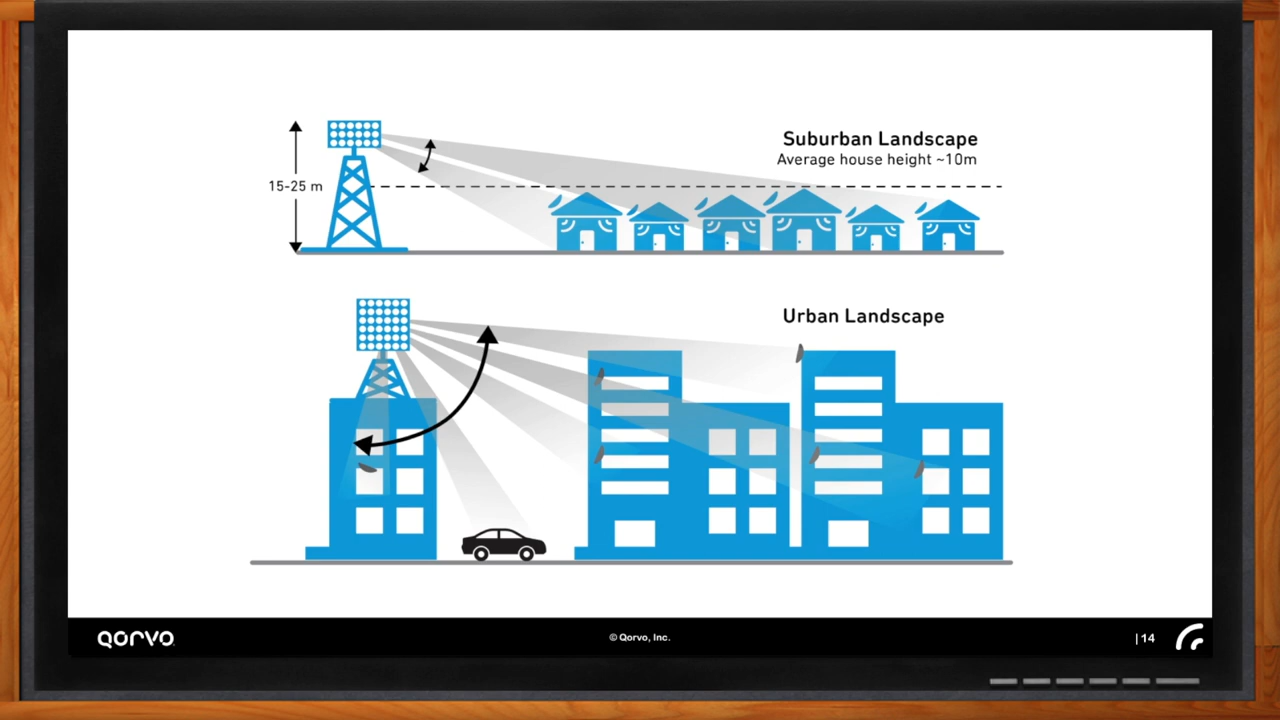 Suburban Landscape
Average house height ~10m
15-25 m
Urban Landscape
QORVO
© Qorvo, Inc.
| 14